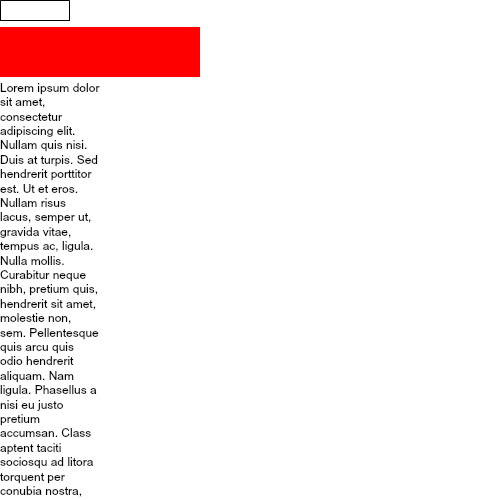 Lorem ipsum dolor
sit amet,
consectetur
adipiscing elit.
Nullam quis nisi.
Duis at turpis. Sed
hendrerit porttitor
est. Ut et eros.
Nullam risus
lacus, semper ut,
gravida vitae,
tempus ac, ligula.
Nulla mollis.
Curabitur neque
nibh, pretium quis,
hendrerit sit amet,
molestie non,
sem. Pellentesque
quis arcu quis
odio hendrerit
aliquam. Nam
ligula. Phasellus a
nisi eu justo
pretium
accumsan. Class
aptent taciti
sociosqu ad litora
torquent per
conubia nostra,